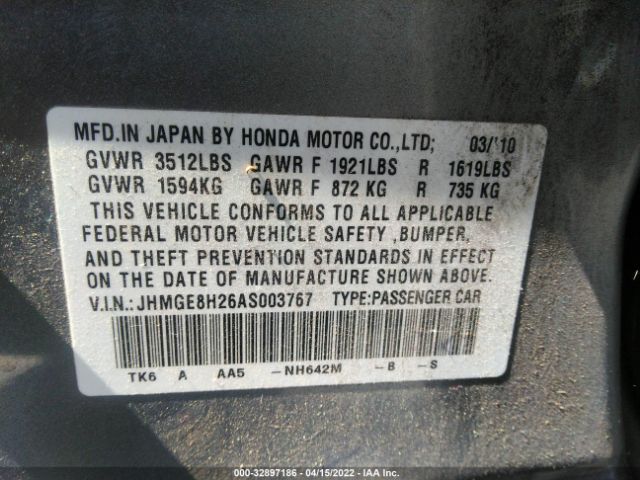 MFD.IN JAPAN BY HONDA MOTOR CO.,LTD; 03/'10
GVWR 3512LBS GAWR F 1921LBS R 1619LBS
GVWR 1594KG GAWR F 872 KG R 735 KG
THIS VEHICLE CONFORMS TO ALL APPLICABLE
FEDERAL MOTOR VEHICLE SAFETY ,BUMPER,
AND THEFT PREVENTION STANDARDS IN EFFECT
ON THE DATE OF MANUFACTURE SHOWN ABOVE.
V.I.N.:JHMGE8H26AS003767 TYPE:PASSENGER CAR
TK6 A AA5 -NH642M -B -S
000-32897186 - 04/15/2022 - IAA Inc.